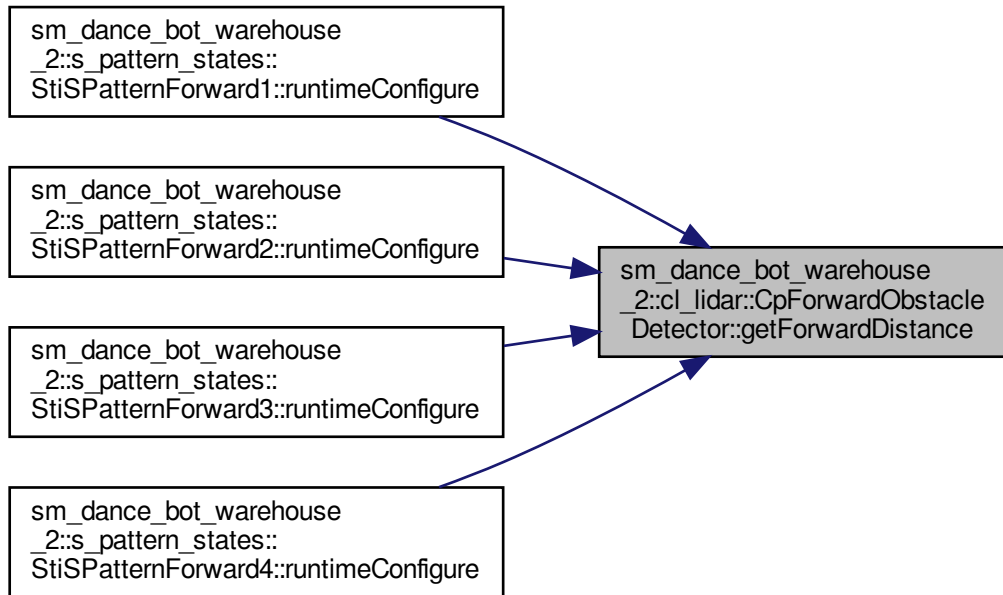 sm_dance_bot_warehouse
_2::s_pattern_states::
StiSPatternForward1::runtimeConfigure
sm_dance_bot_warehouse
_2::s_pattern_states::
StiSPatternForward2::runtimeConfigure
sm_dance_bot_warehouse
_2::cl_lidar::CpForwardObstacle
Detector::getForwardDistance
sm_dance_bot_warehouse
_2::s_pattern_states::
StiSPatternForward3::runtimeConfigure
sm_dance_bot_warehouse
_2::s_pattern_states::
StiSPatternForward4::runtimeConfigure